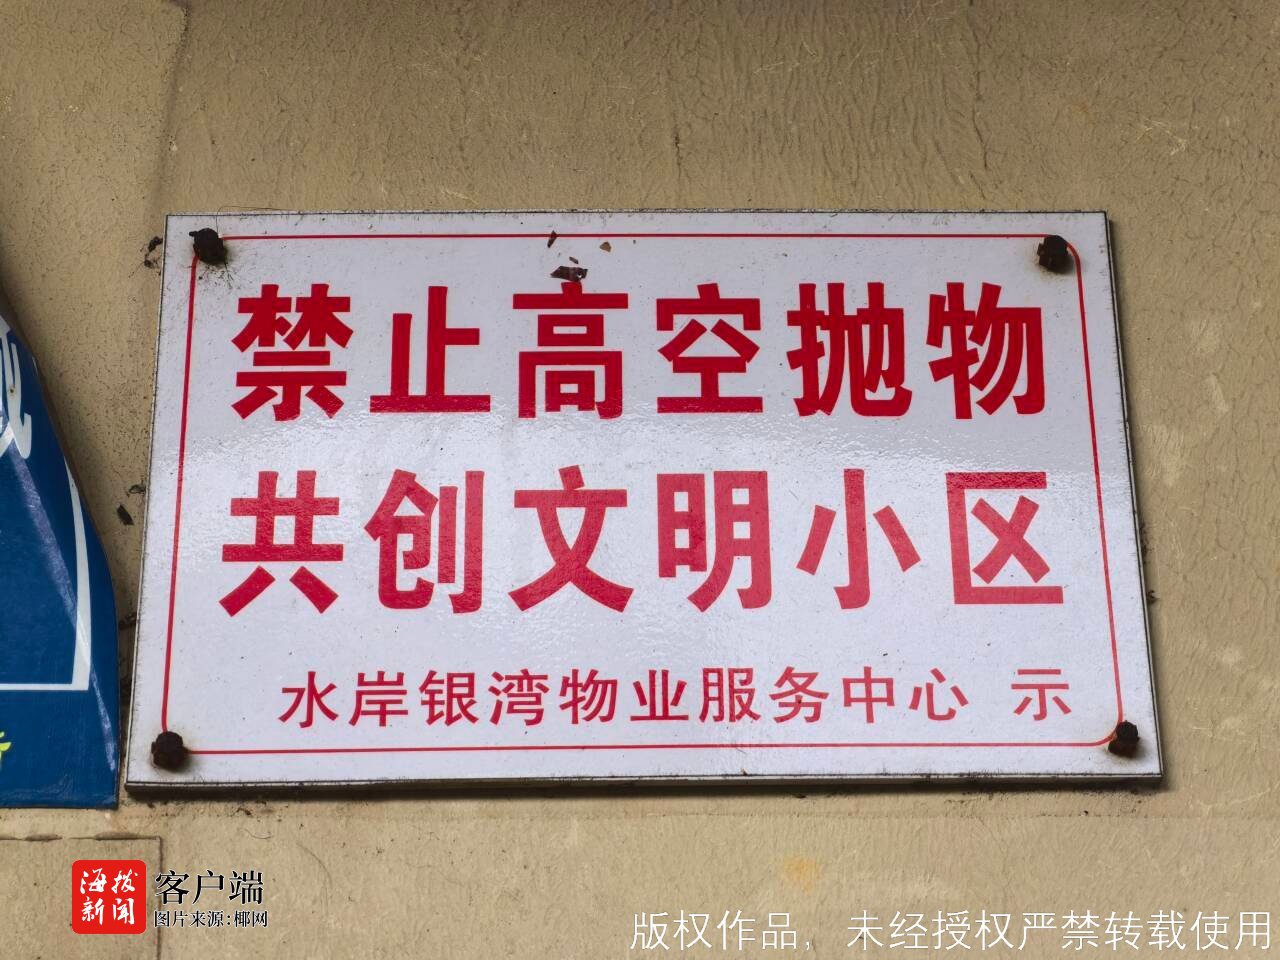 禁止高空抛物
共创文明小区
水岸银湾物业服务中心 示
海拔
新闻
客户端
图片来源:椰网
版权作品，未经授权严禁转载使用